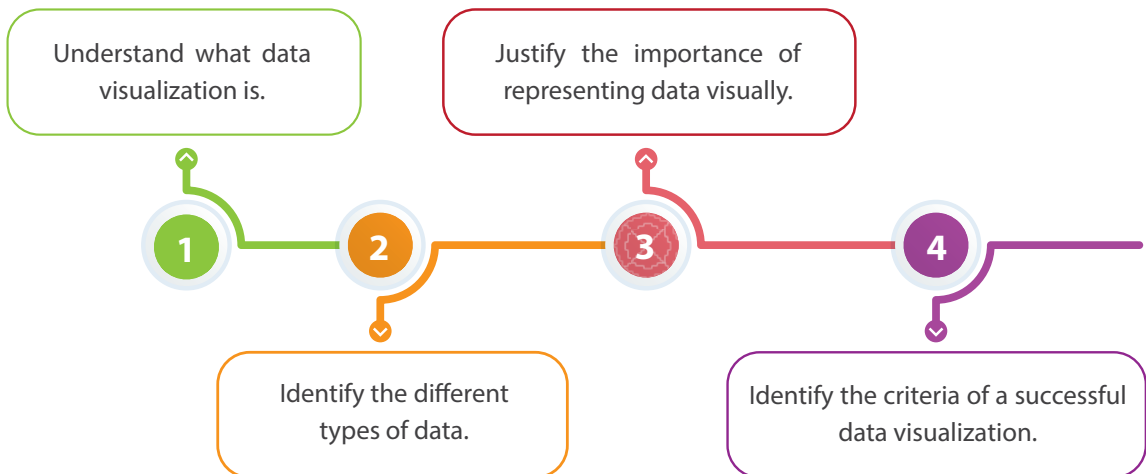 1
Understand what data
visualization is.
2
Identify the different
types of data.
3
Justify the importance of
representing data visually.
4
Identify the criteria of a successful
data visualization.